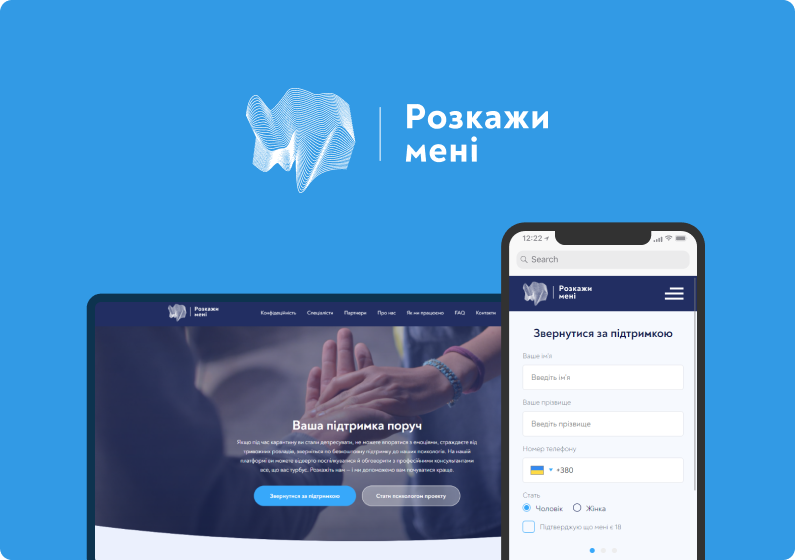 Розкажи
мені
Розкажи
мені
Конфіденційність Спеціалісти Партнери Про нас Як ми працюємо FAQ Контакти
Ваша підтримка поруч
Якщо під час карантину ви стали депресувати, не можете впоратися з емоціями, страждаєте від
тривожних розладів, зверніться по безкоштовну підтримку до наших психологів. На нашій
платформі ви можете відверто поспілкуватися й обговорити з професійними консультантами
все, що вас турбує. Розкажіть нам – і ми допоможемо вам почуватися краще.
Звернутися за підтримкою
Стати психологом проекту
12:22
Search
Розкажи
мені
Звернутися за підтримкою
Ваше ім'я
Введіть ім'я
Ваше прізвище
Введіть прізвище
Номер телефону
+380
Стать
Чоловік Жінка
Підтверджую що мені є 18